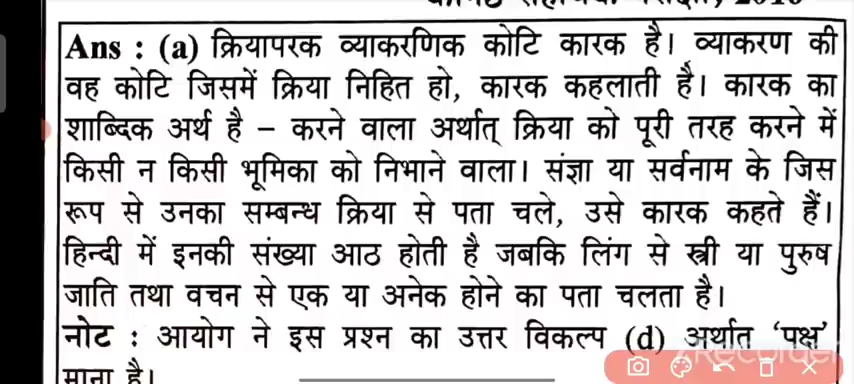 Ans : (a) क्रियापरक व्याकरणिक कोटि कारक है। व्याकरण की
वह कोटि जिसमें क्रिया निहित हो, कारक कहलाती है। कारक का
शाब्दिक अर्थ है – करने वाला अर्थात् क्रिया को पूरी तरह करने में
किसी न किसी भूमिका को निभाने वाला। संज्ञा या सर्वनाम के जिस
रूप से उनका सम्बन्ध क्रिया से पता चले, उसे कारक कहते हैं।
हिन्दी में इनकी संख्या आठ होती है जबकि लिंग से स्त्री या पुरुष
जाति तथा वचन से एक या अनेक होने का पता चलता है।
नोट : आयोग ने इस प्रश्न का उत्तर विकल्प (d) अर्थात ‘पक्ष’
माना है।